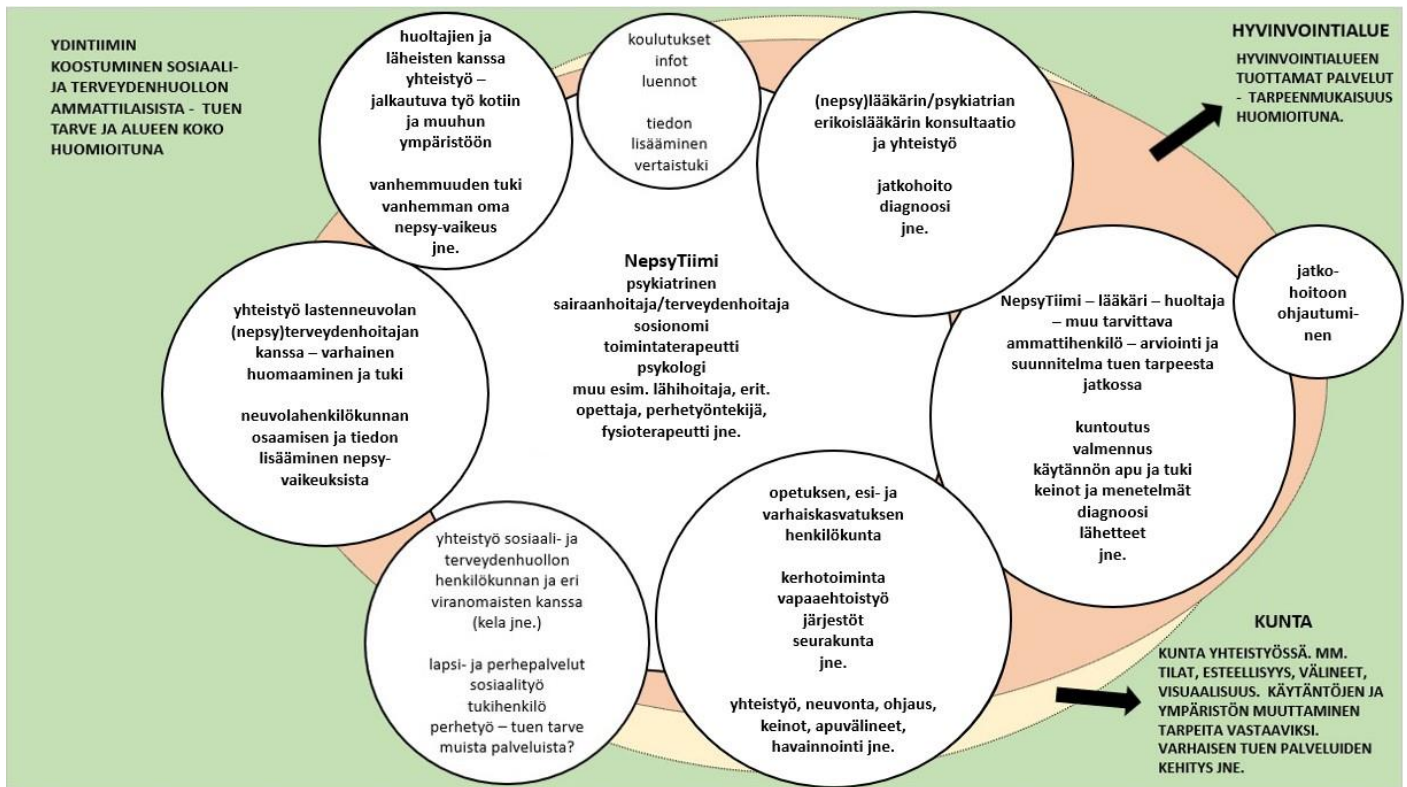 YDINTIIMIN
KOOSTUMINEN SOSIAALI-
JA TERVEYDENHUOLLON
AMMATTILAISISTA - TUEN
TARVE JA ALUEEN KOKO
HUOMIOITUNA
huoltajien ja
läheisten kanssa
yhteistyö –
jalkautuva työ kotiin
ja muuhun
ympäristöön
vanhemmuuden tuki
vanhemman oma
nepsy-vaikeus
jne.
koulutukset
infot
luennot
tiedon
lisääminen
vertaistuki
(nepsy)lääkärin/psykiatrian
erikoislääkärin konsultaatio
ja yhteistyö
jatkohoito
diagnoosi
jne.
HYVINVOINTIALUE
HYVINVOINTIALUEEN
TUOTTAMAT PALVELUT
- TARPEENMUKAISUUS
HUOMIOITUNA.
jatko-
hoitoon
ohjautumi-
nen
NepsyTiimi
psykiatrinen
sairaanhoitaja/terveydenhoitaja
sosionomi
toimintaterapeutti
psykologi
muu esim. lähihoitaja, erit.
opettaja, perhetyöntekijä,
fysioterapeutti jne.
NepsyTiimi – lääkäri – huoltaja
– muu tarvittava
ammattihenkilö – arviointi ja
suunnitelma tuen tarpeesta
jatkossa
kuntoutus
valmennus
käytännön apu ja tuki
keinot ja menetelmät
diagnoosi
lähetteet
jne.
yhteistyö lastenneuvolan
(nepsy)terveydenhoitajan
kanssa – varhainen
huomaaminen ja tuki
neuvolahenkilökunnan
osaamisen ja tiedon
lisääminen nepsy-
vaikeuksista
yhteistyö sosiaali- ja
terveydenhuollon
henkilökunnan ja eri
viranomaisten kanssa
(kela jne.)
lapsi- ja perhepalvelut
sosiaalityö
tukihenkilö
perhetyö – tuen tarve
muista palveluista?
opetuksen, esi- ja
varhaiskasvatuksen
henkilökunta
kerhotoiminta
vapaaehtoistyö
järjestöt
seurakunta
jne.
yhteistyö, neuvonta, ohjaus,
keinot, apuvälineet,
havainnointi jne.
KUNTA
KUNTA YHTEISTYÖSSÄ. MM.
TILAT, ESTEELLISYYS, VÄLINEET,
VISUAALISUUS. KÄYTÄNTÖJEN JA
YMPÄRISTÖN MUUTTAMINEN
TARPEITA VASTAAVIKSI.
VARHAISEN TUEN PALVELUIDEN
KEHITYS JNE.